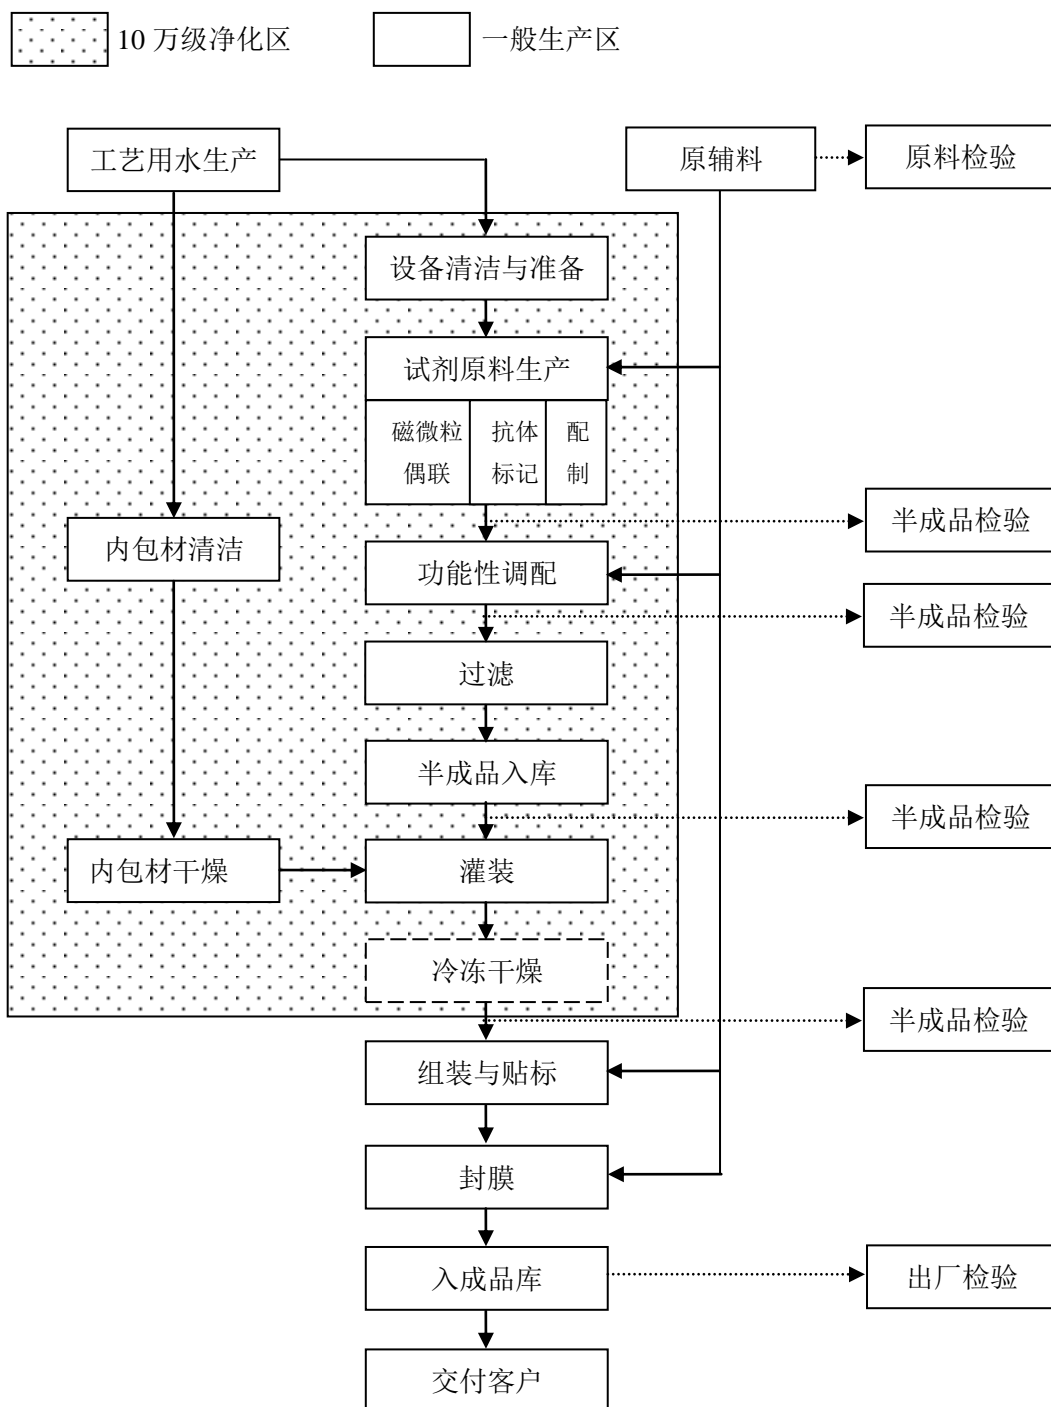 10 万级净化区
一般生产区
工艺用水生产
原辅料
原料检验
设备清洁与准备
试剂原料生产
磁微粒
偶联
抗体
标记
配
制
半成品检验
内包材清洁
功能性调配
半成品检验
过滤
半成品入库
半成品检验
内包材干燥
灌装
冷冻干燥
半成品检验
组装与贴标
封膜
入成品库
出厂检验
交付客户